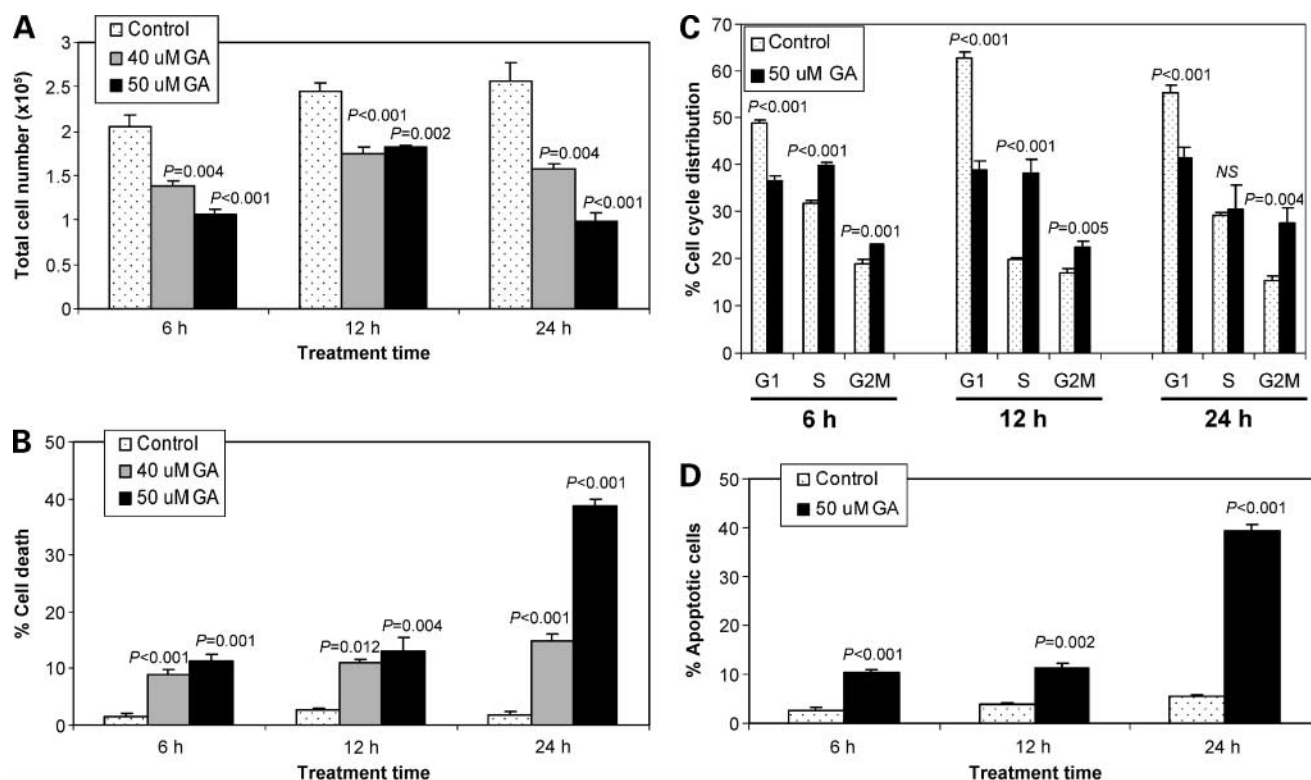 A
Total cell number (x10⁵)
3
2.5
2
1.5
1
0.5
0
Control
40 uM GA
50 uM GA
P=0.004
P<0.001
P<0.001
P=0.002
P=0.004
P<0.001
6 h 12 h 24 h
Treatment time
B
% Cell death
50
40
30
20
10
0
Control
40 uM GA
50 uM GA
P<0.001
P=0.001
P=0.012
P=0.004
P<0.001
P<0.001
6 h 12 h 24 h
Treatment time
C
% Cell cycle distribution
70
60
50
40
30
20
10
0
Control
50 uM GA
P<0.001
P<0.001
P=0.001
P<0.001
P<0.001
P=0.005
P<0.001
NS
P=0.004
G1 S G2M G1 S G2M G1 S G2M
6 h 12 h 24 h
D
% Apoptotic cells
50
40
30
20
10
0
Control
50 uM GA
P<0.001
P=0.002
P<0.001
6 h 12 h 24 h
Treatment time